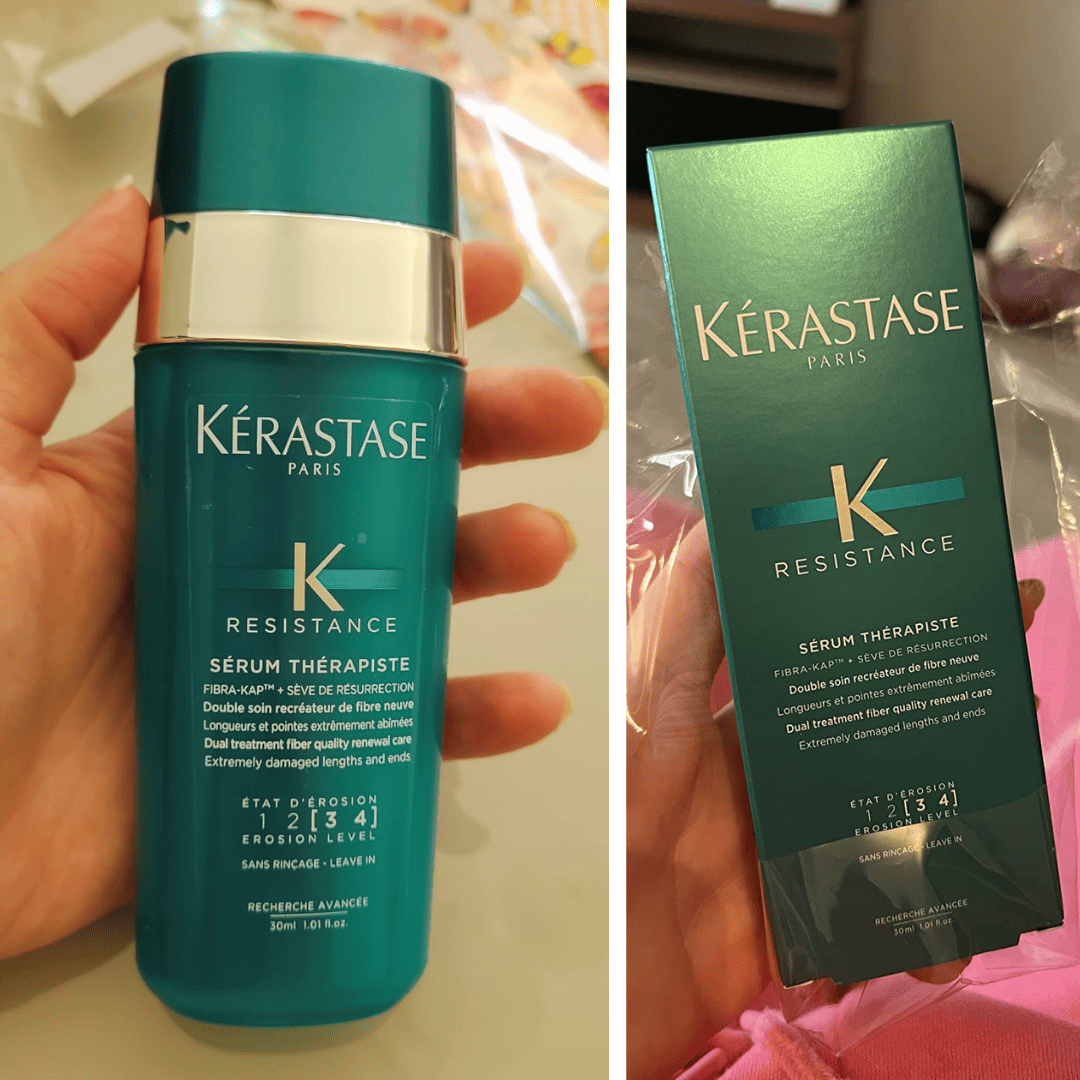 KÉRASTASE
PARIS
K
RESISTANCE
SÉRUM THÉRAPISTE
FIBRA-KAP™ + SÈVE DE RÉSURRECTION
Double soin recréateur de fibre neuve
Longueurs et pointes extrêmement abîmées
Dual treatment fiber quality renewal care
Extremely damaged lengths and ends
ÉTAT D'ÉROSION
1 2 [3 4]
EROSION LEVEL
SANS RINÇAGE - LEAVE IN
RECHERCHE AVANCÉE
30ml 1.01 fl.oz.
KÉRASTASE
PARIS
K
RESISTANCE
SÉRUM THÉRAPISTE
FIBRA-KAP™ + SÈVE DE RÉSURRECTION
Double soin recréateur de fibre neuve
Longueurs et pointes extrêmement abîmées
Dual treatment fiber quality renewal care
Extremely damaged lengths and ends
ÉTAT D'ÉROSION
1 2 [3 4]
EROSION LEVEL
SANS RINÇAGE - LEAVE IN
RECHERCHE AVANCÉE
30ml 1.01 fl.oz.